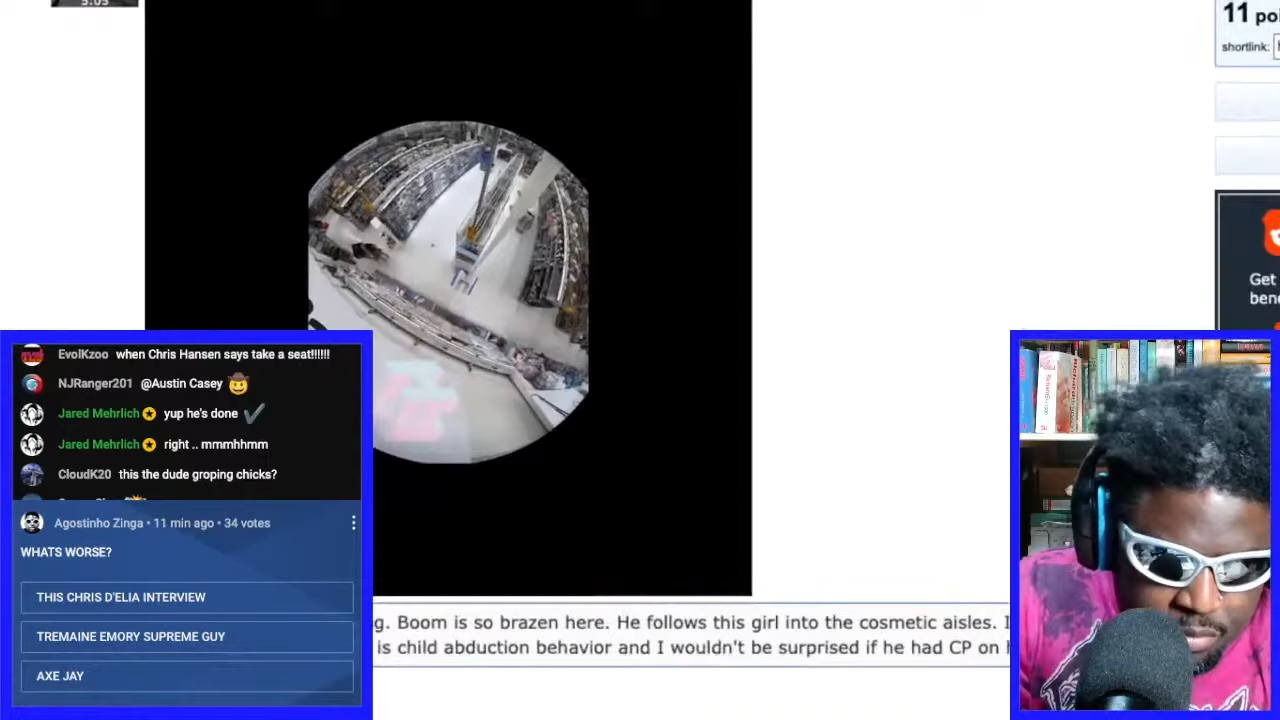 5:05
11 poi
shortlink:
Get
bene
EvolKzoo when Chris Hansen says take a seat!!!!!!
NJRanger201 @Austin Casey 🤠
Jared Mehrlich yup he's done ✔
Jared Mehrlich right .. mmmhhmm
CloudK20 this the dude groping chicks?
Agostinho Zinga • 11 min ago • 34 votes
WHATS WORSE?
THIS CHRIS D'ELIA INTERVIEW
TREMAINE EMORY SUPREME GUY
AXE JAY
g. Boom is so brazen here. He follows this girl into the cosmetic aisles. I
is child abduction behavior and I wouldn't be surprised if he had CP on h